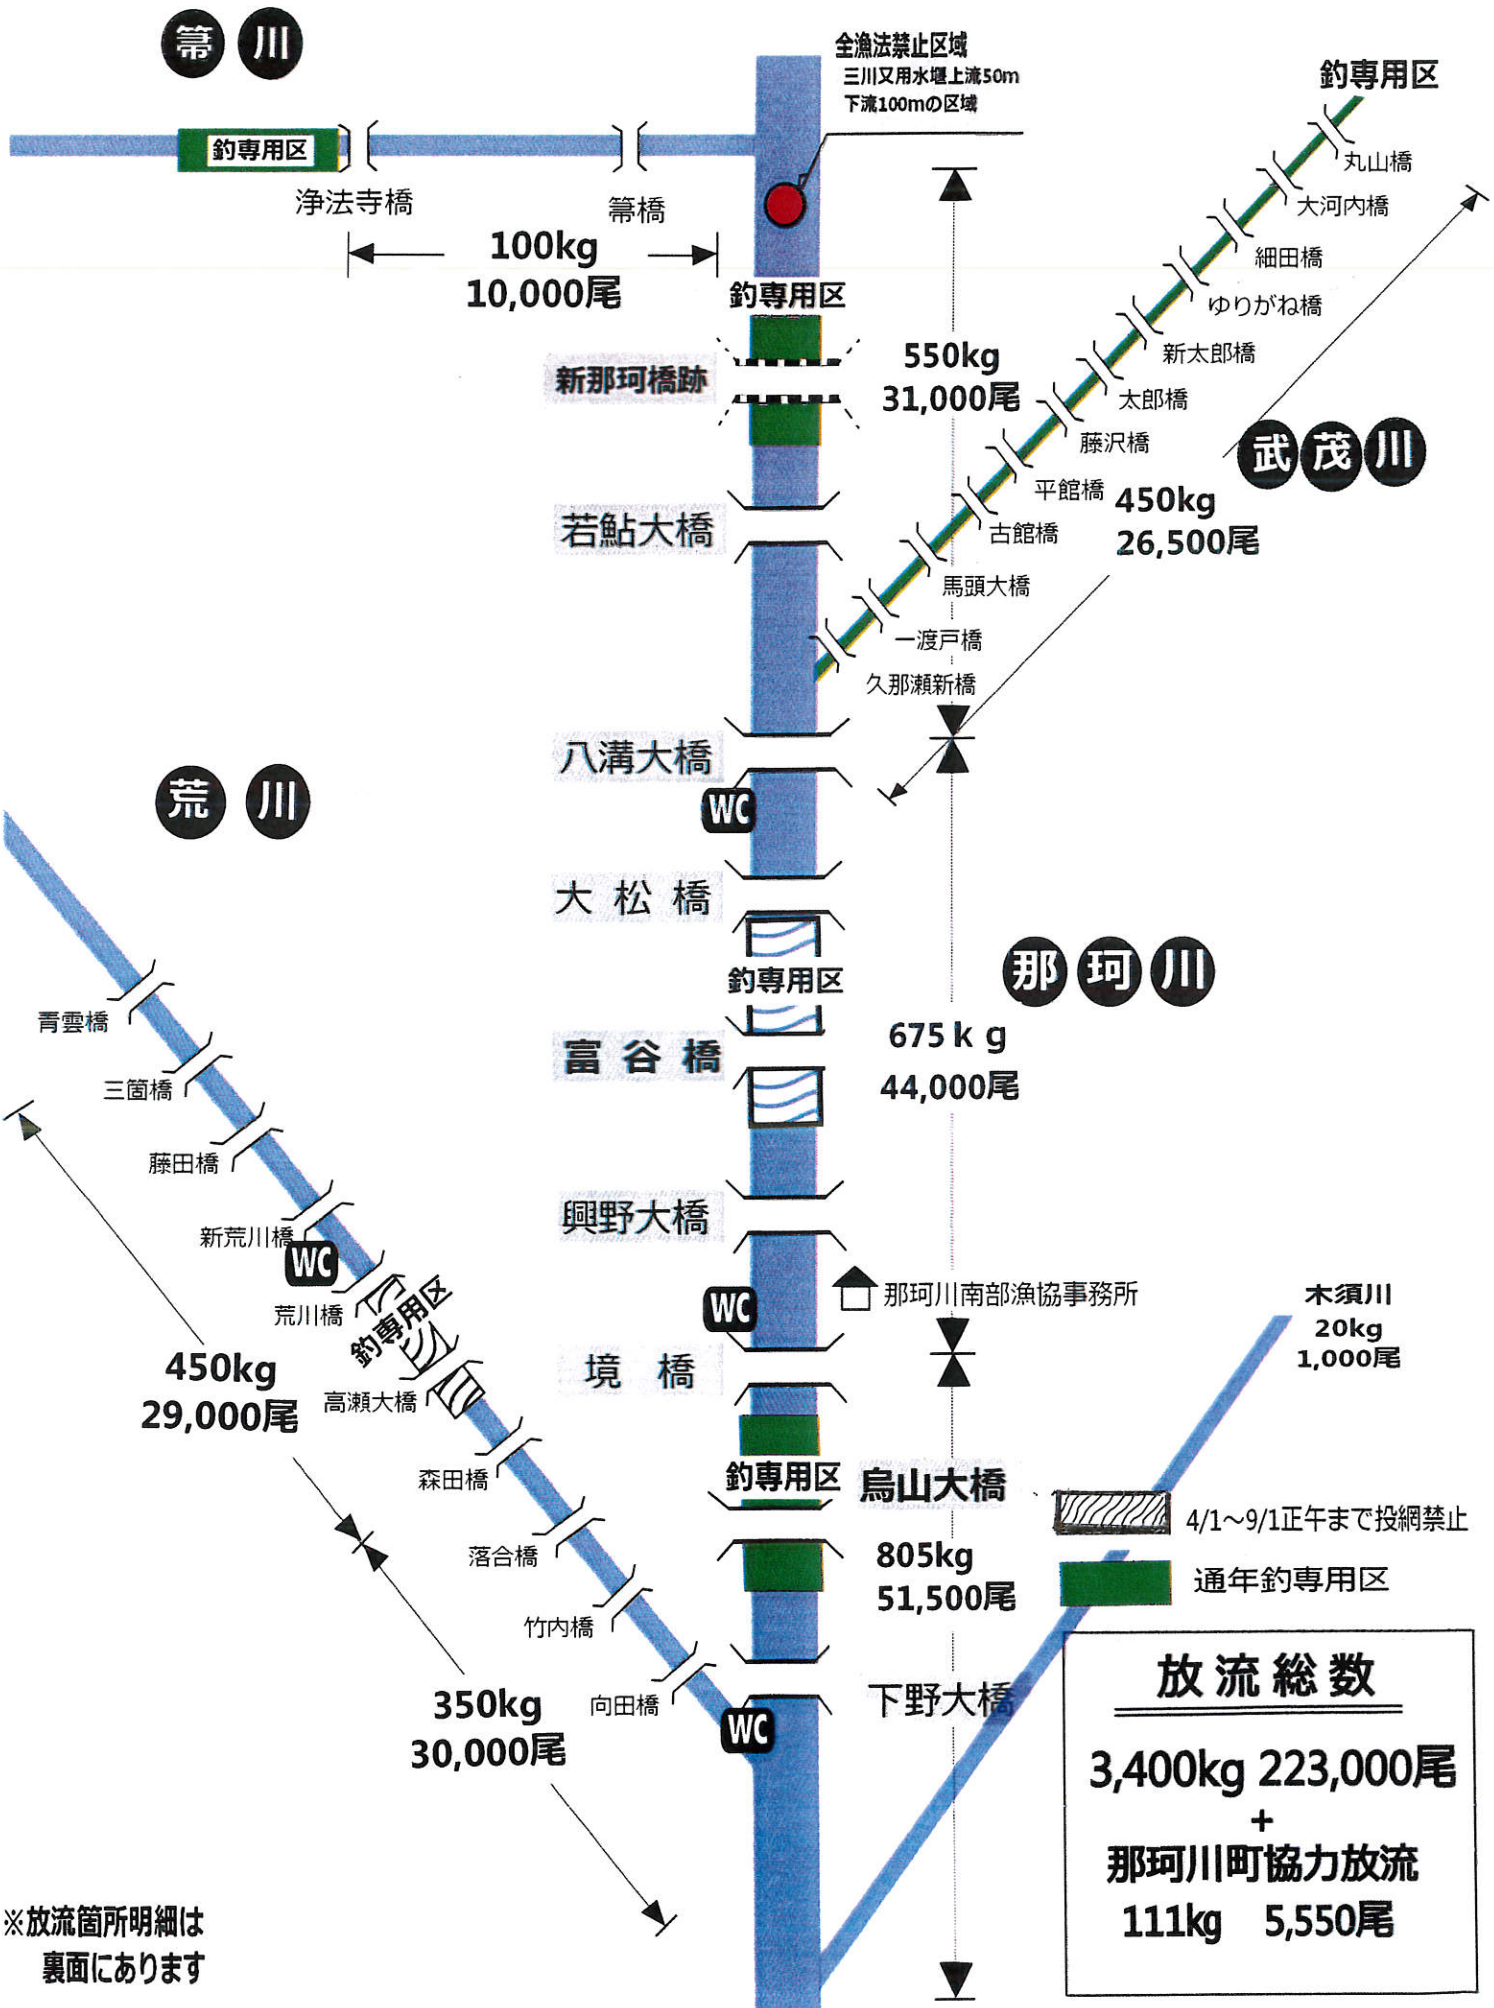 箒川
全漁法禁止区域
三川又用水堰上流50m
下流100mの区域
釣専用区
釣専用区
浄法寺橋
箒橋
100kg
10,000尾
丸山橋
大河内橋
細田橋
ゆりがね橋
新太郎橋
太郎橋
藤沢橋
平館橋
古館橋
馬頭大橋
一渡戸橋
久那瀬新橋
武茂川
450kg
26,500尾
釣専用区
新那珂橋跡
550kg
31,000尾
若鮎大橋
八溝大橋
WC
大松橋
釣専用区
那珂川
富谷橋
675kg
44,000尾
興野大橋
WC
那珂川南部漁協事務所
境橋
釣専用区
烏山大橋
805kg
51,500尾
下野大橋
荒川
青雲橋
三箇橋
藤田橋
新荒川橋
WC
荒川橋
釣専用区
高瀬大橋
450kg
29,000尾
森田橋
落合橋
竹内橋
向田橋
WC
350kg
30,000尾
木須川
20kg
1,000尾
4/1～9/1正午まで投網禁止
通年釣専用区
放流総数
3,400kg 223,000尾
+
那珂川町協力放流
111kg 5,550尾
※放流箇所明細は
裏面にあります